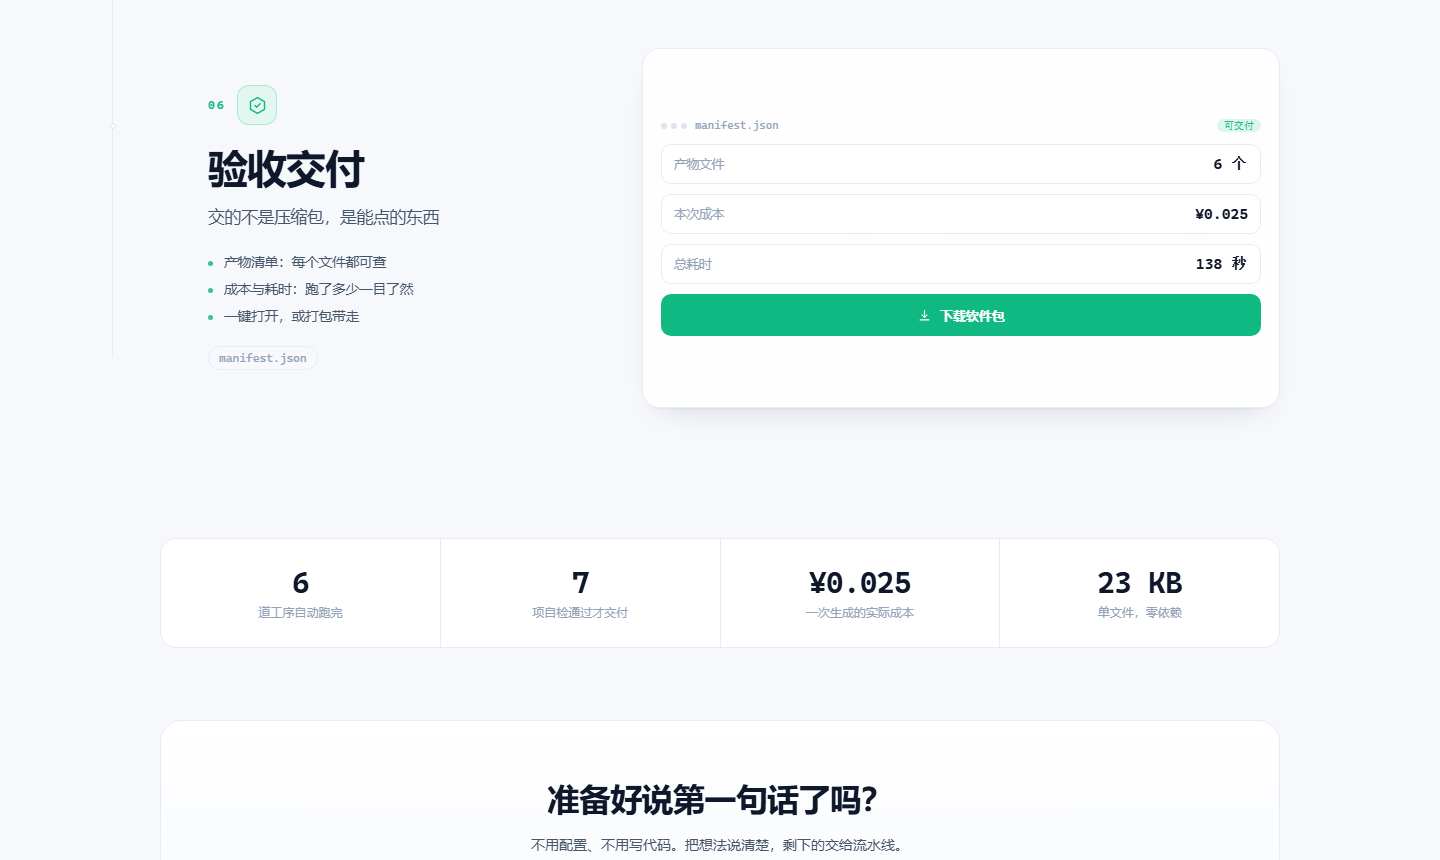 06
验收交付
交的不是压缩包，是能点的东西
产物清单：每个文件都可查
成本与耗时：跑了多少一目了然
一键打开，或打包带走
manifest.json
manifest.json
可交付
产物文件
6 个
本次成本
¥0.025
总耗时
138 秒
下载软件包
6
道工序自动跑完
7
项自检通过才交付
¥0.025
一次生成的实际成本
23 KB
单文件，零依赖
准备好说第一句话了吗？
不用配置、不用写代码。把想法说清楚，剩下的交给流水线。